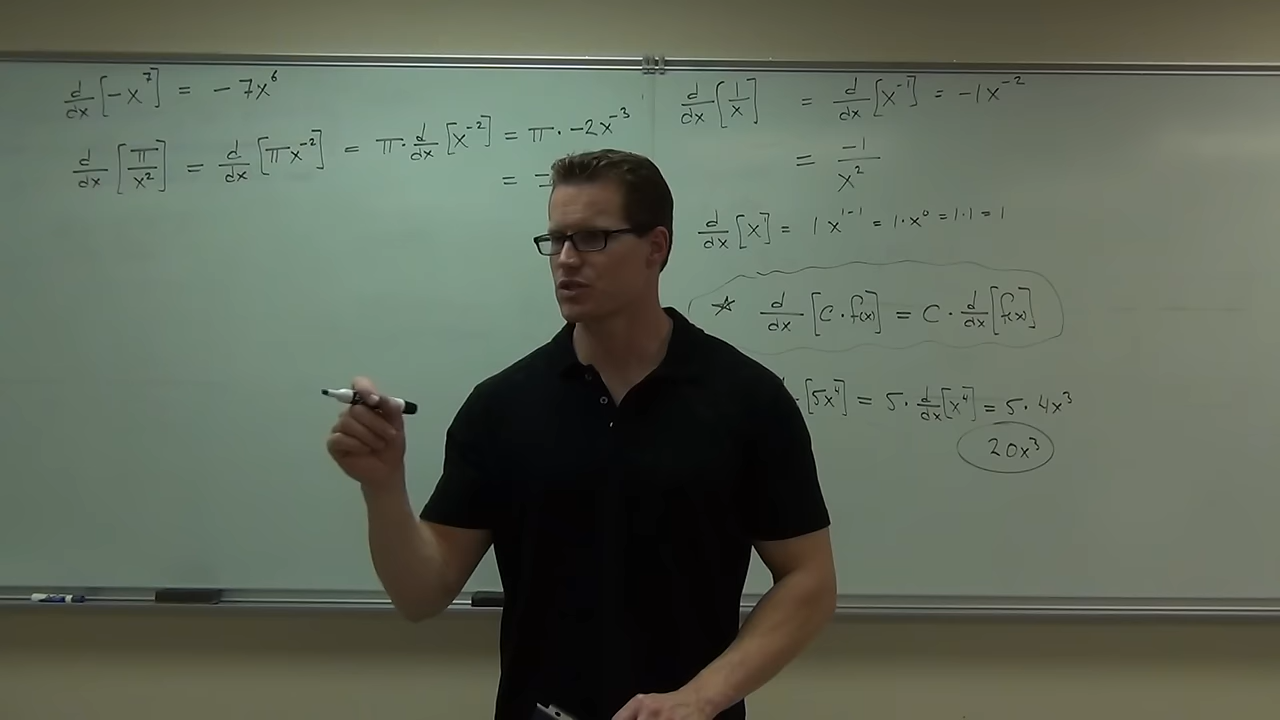 d/dx [-x^7] = -7x^6
d/dx [π/x^2] = d/dx [πx^-2] = π · d/dx [x^-2] = π · -2x^-3
=
d/dx [1/x] = d/dx [x^-1] = -1x^-2
= -1/x^2
d/dx [x^1] = 1x^1-1 = 1·x^0 = 1·1 = 1
☆ d/dx [C · f(x)] = C · d/dx [f(x)]
[5x^4] = 5 · d/dx [x^4] = 5 · 4x^3
20x^3